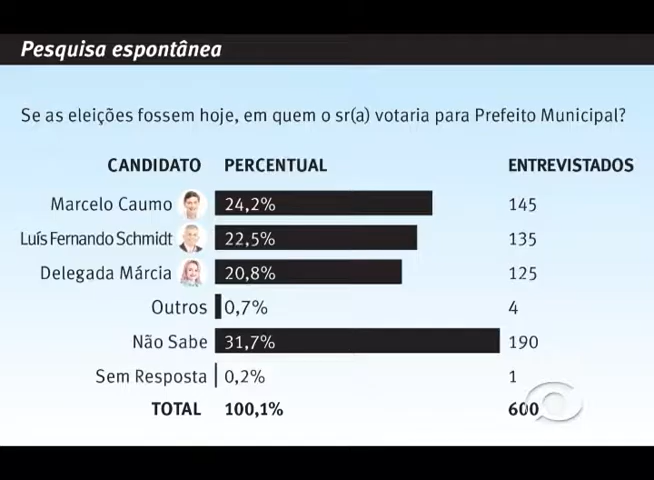 Pesquisa espontânea
Se as eleições fossem hoje, em quem o sr(a) votaria para Prefeito Municipal?
CANDIDATO PERCENTUAL ENTREVISTADOS
Marcelo Caumo 24,2% 145
Luís Fernando Schmidt 22,5% 135
Delegada Márcia 20,8% 125
Outros 0,7% 4
Não Sabe 31,7% 190
Sem Resposta 0,2% 1
TOTAL 100,1% 600